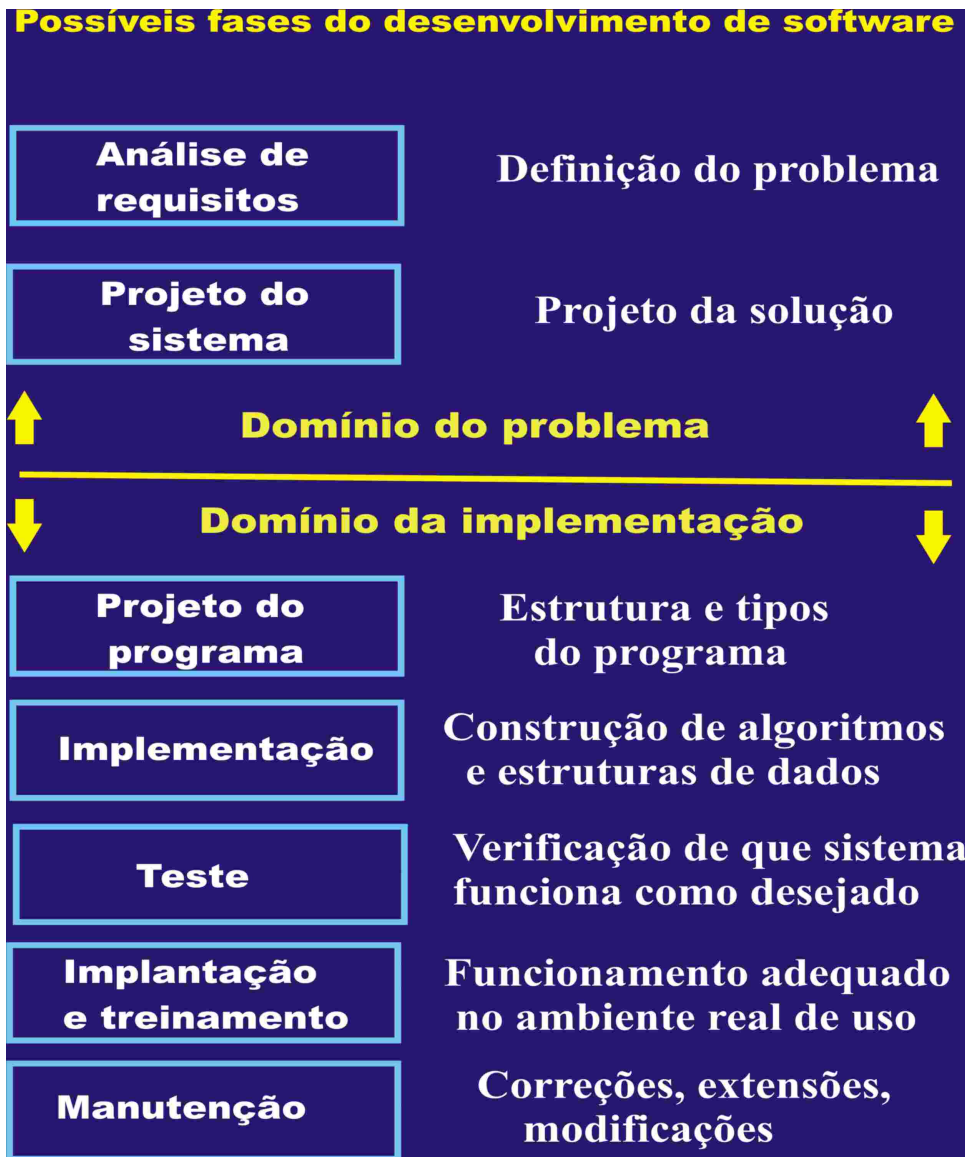 Possíveis fases do desenvolvimento de software
Análise de
requisitos
Definição do problema
Projeto do
sistema
Projeto da solução
Domínio do problema
Domínio da implementação
Projeto do
programa
Estrutura e tipos
do programa
Implementação
Construção de algoritmos
e estruturas de dados
Teste
Verificação de que sistema
funciona como desejado
Implantação
e treinamento
Funcionamento adequado
no ambiente real de uso
Manutenção
Correções, extensões,
modificações